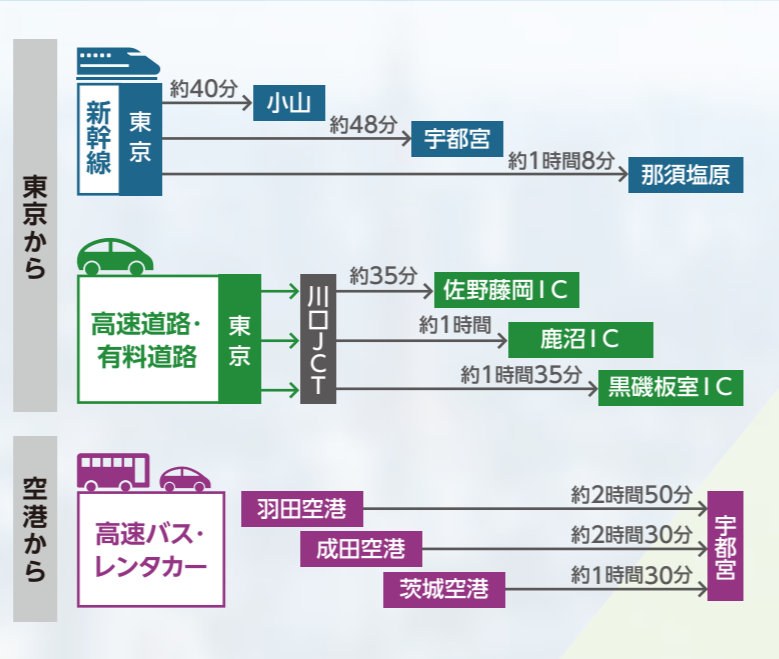 東京から
新幹線
東京
約40分
小山
約48分
宇都宮
約1時間8分
那須塩原
高速道路・
有料道路
東京
川口JCT
約35分
佐野藤岡IC
約1時間
鹿沼IC
約1時間35分
黒磯板室IC
空港から
高速バス・
レンタカー
羽田空港
約2時間50分
成田空港
約2時間30分
茨城空港
約1時間30分
宇都宮